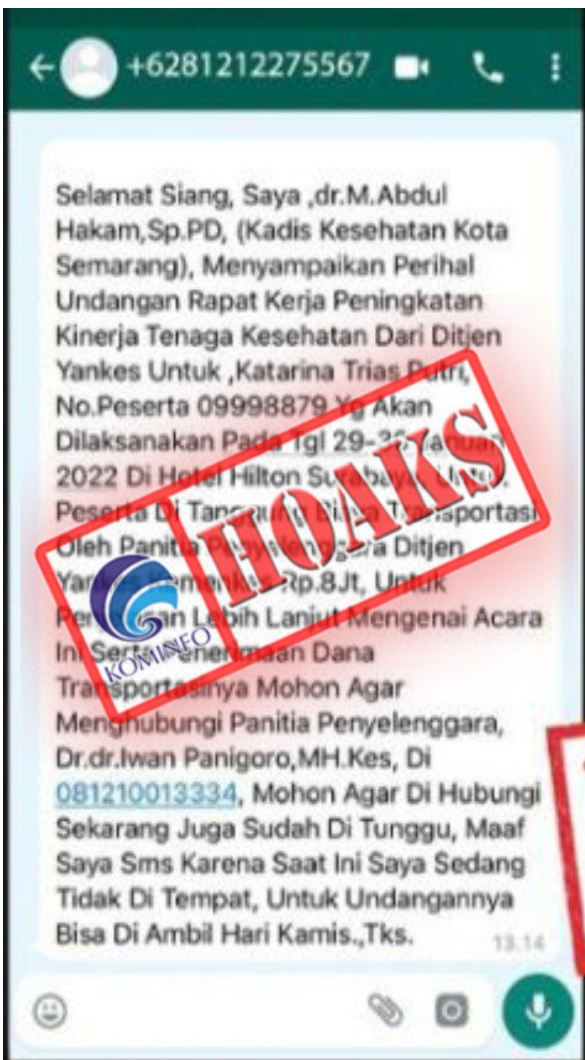 +6281212275567
Selamat Siang, Saya ,dr.M.Abdul
Hakam,Sp.PD, (Kadis Kesehatan Kota
Semarang), Menyampaikan Perihal
Undangan Rapat Kerja Peningkatan
Kinerja Tenaga Kesehatan Dari Ditjen
Yankes Untuk ,Katarina Trias Putri,
No.Peserta 09998879 Yg Akan
Dilaksanakan Pada Tgl 29-
2022 Di Hotel Hilton Surabaya,
Peserta Di Tanggung Biaya Transportasi
Oleh Panitia Penyelenggara Ditjen
Yankes Kemenkes Rp.8Jt, Untuk
Lebih Lanjut Mengenai Acara
Ini Serta Penerimaan Dana
Transportasinya Mohon Agar
Menghubungi Panitia Penyelenggara,
Dr.dr.Iwan Panigoro,MH.Kes, Di
081210013334, Mohon Agar Di Hubungi
Sekarang Juga Sudah Di Tunggu, Maaf
Saya Sms Karena Saat Ini Saya Sedang
Tidak Di Tempat, Untuk Undangannya
Bisa Di Ambil Hari Kamis.,Tks.
13.14
KOMINFO
HOAKS